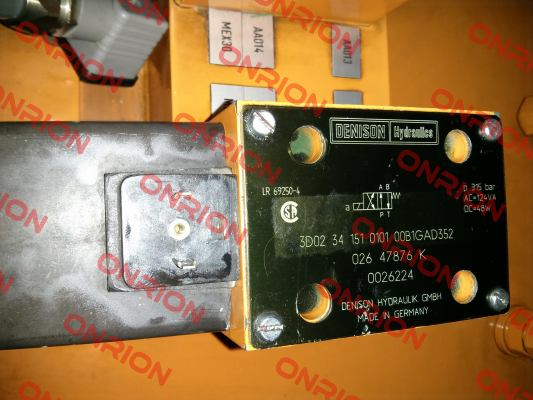 MEX30
AA014
AA013
DENISON Hydraulics
LR 69250-4
A B
a
P T
p 315 bar
AC=124VA
DC=48W
3D02 34 151 0101 00B1GAD352
026 47876 K
0026224
DENISON HYDRAULIK GMBH
MADE IN GERMANY
ONRION